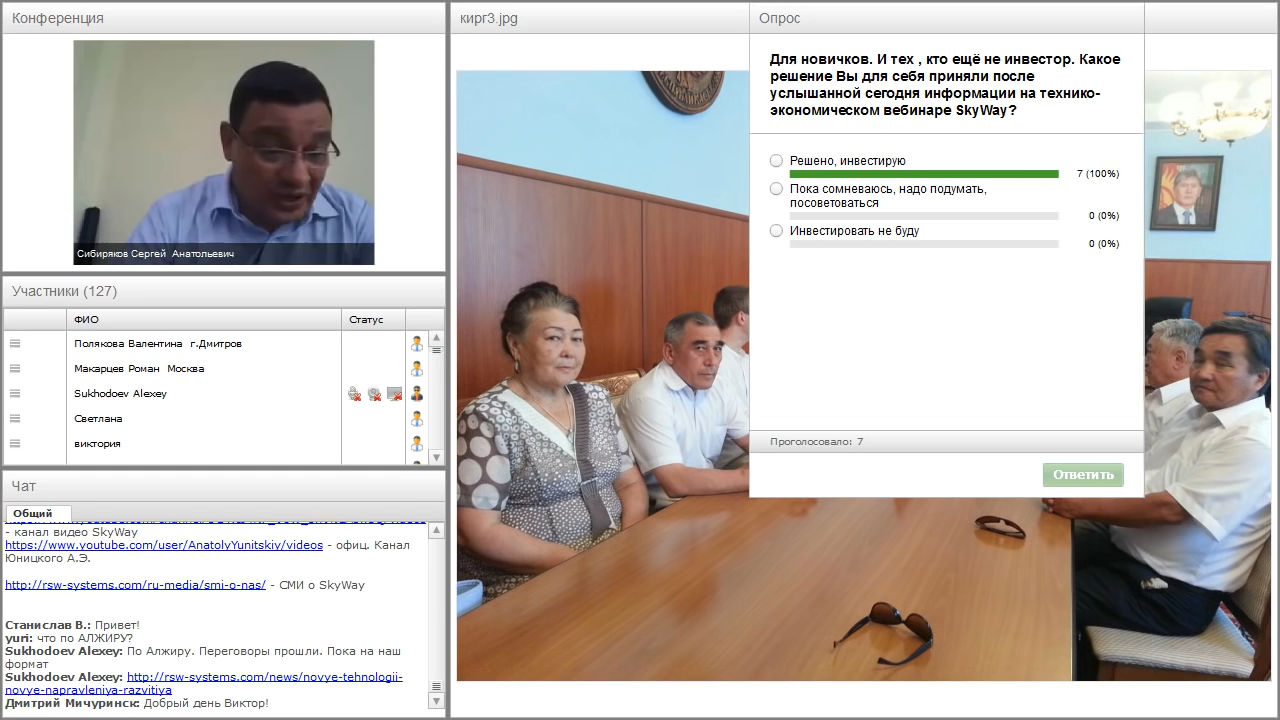 Конференция
Сибиряков Сергей Анатольевич
Участники (127)
ФИО Статус
Полякова Валентина г.Дмитров
Макарцев Роман Москва
Sukhodoev Alexey
Светлана
виктория
Чат
Общий
- канал видео SkyWay
https://www.youtube.com/user/AnatolyYunitskiy/videos - офиц. Канал
Юницкого А.Э.
http://rsw-systems.com/ru-media/smi-o-nas/ - СМИ о SkyWay
Станислав В.: Привет!
yuri: что по АЛЖИРУ?
Sukhodoev Alexey: По Алжиру. Переговоры прошли. Пока на наш
формат
Sukhodoev Alexey: http://rsw-systems.com/news/novye-tehnologii-
novye-napravleniya-razvitiya
Дмитрий Мичуринск: Добрый день Виктор!
кирг3.jpg
Опрос
Для новичков. И тех , кто ещё не инвестор. Какое
решение Вы для себя приняли после
услышанной сегодня информации на технико-
экономическом вебинаре SkyWay?
Решено, инвестирую
7 (100%)
Пока сомневаюсь, надо подумать,
посоветоваться
0 (0%)
Инвестировать не буду
0 (0%)
Проголосовало: 7
Ответить